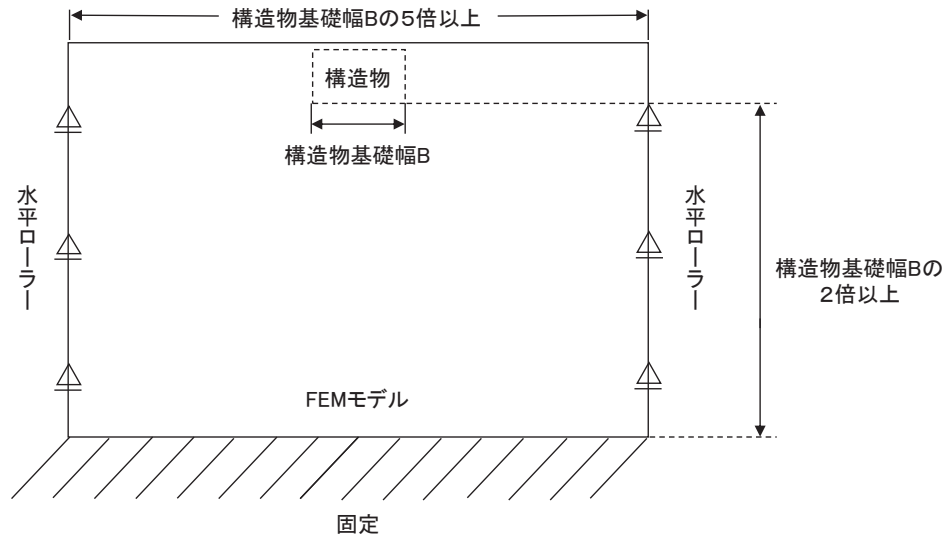 構造物基礎幅Bの5倍以上
構造物
構造物基礎幅B
水平ローラー
水平ローラー
構造物基礎幅Bの
2倍以上
FEMモデル
固定